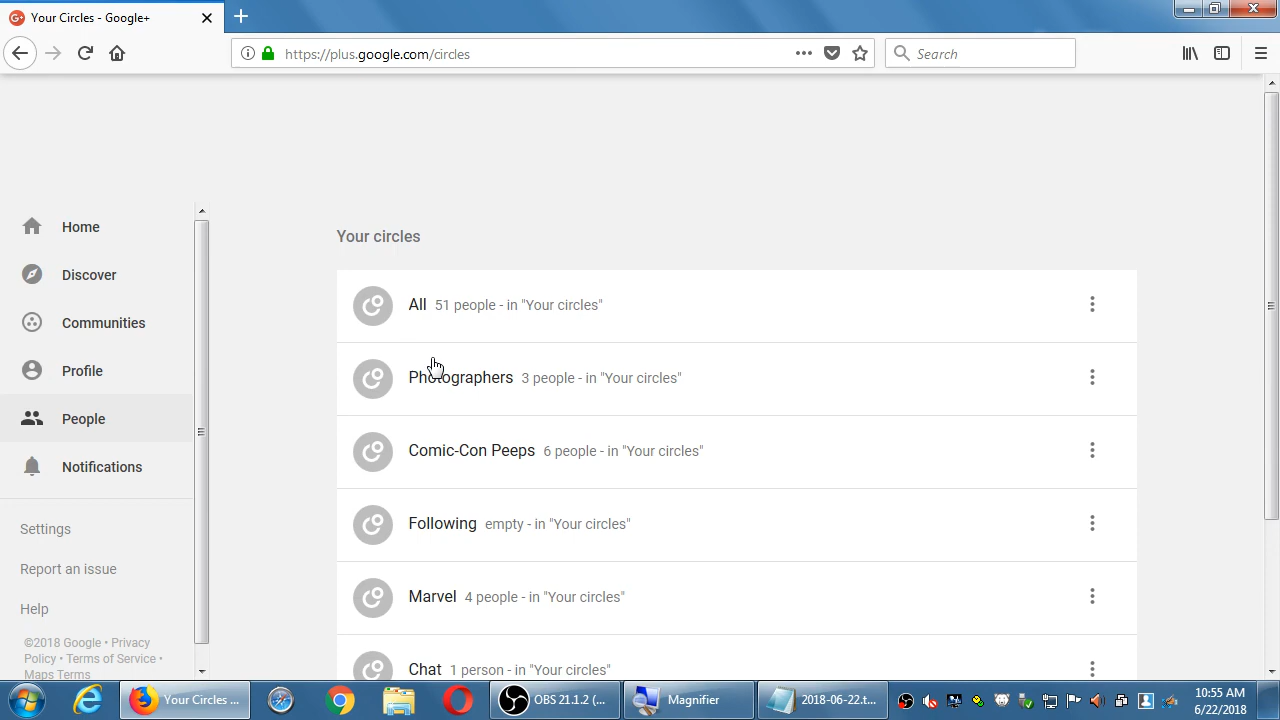 Your Circles - Google+
https://plus.google.com/circles
Search
Home
Discover
Communities
Profile
People
Notifications
Settings
Report an issue
Help
©2018 Google • Privacy
Policy • Terms of Service •
Maps Terms
Your circles
All 51 people - in "Your circles"
Photographers 3 people - in "Your circles"
Comic-Con Peeps 6 people - in "Your circles"
Following empty - in "Your circles"
Marvel 4 people - in "Your circles"
Chat 1 person - in "Your circles"
Your Circles ...
OBS 21.1.2 (...
Magnifier
2018-06-22.t...
10:55 AM
6/22/2018